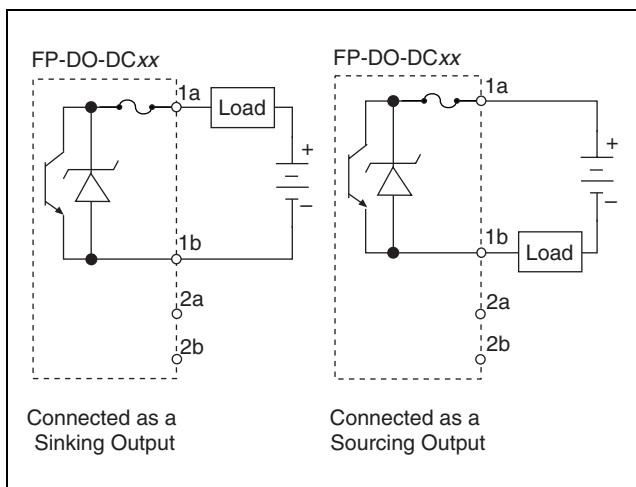 FP-DO-DCxx
1a
Load
+
–
1b
2a
2b
Connected as a
Sinking Output
FP-DO-DCxx
1a
+
–
1b
Load
2a
2b
Connected as a
Sourcing Output